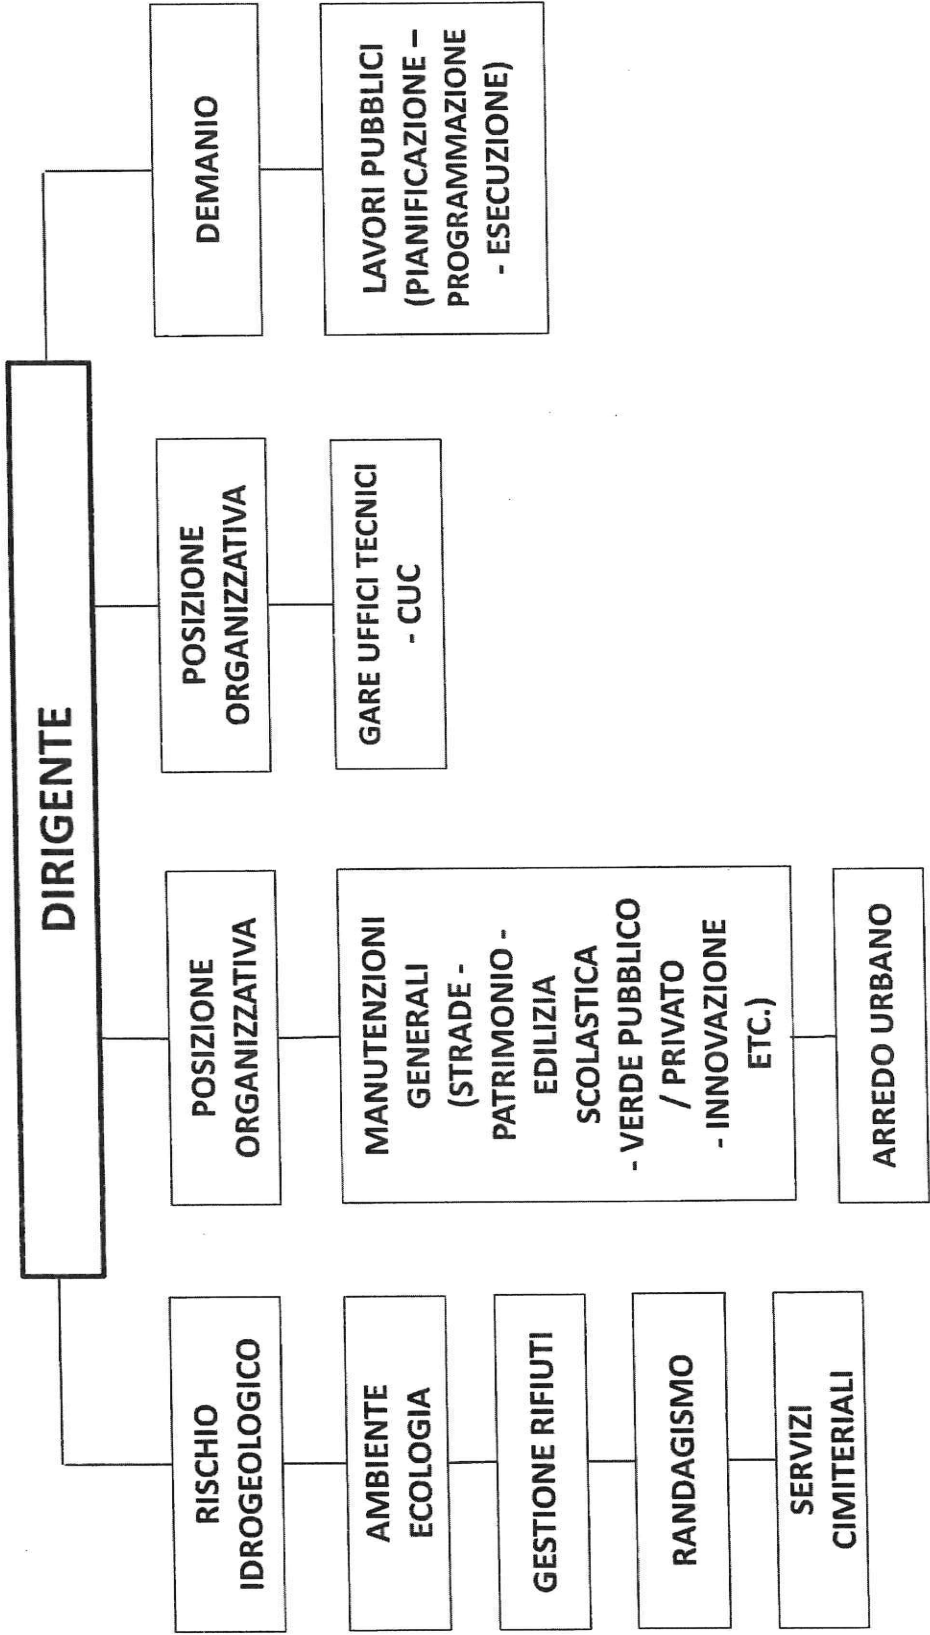 DIRIGENTE
RISCHIO
IDROGEOLOGICO
AMBIENTE
ECOLOGIA
GESTIONE RIFIUTI
RANDAGISMO
SERVIZI
CIMITERIALI
POSIZIONE
ORGANIZZATIVA
MANUTENZIONI
GENERALI
(STRADE -
PATRIMONIO -
EDILIZIA
SCOLASTICA
- VERDE PUBBLICO
/ PRIVATO
- INNOVAZIONE
ETC.)
ARREDO URBANO
POSIZIONE
ORGANIZZATIVA
GARE UFFICI TECNICI
- CUC
DEMANIO
LAVORI PUBBLICI
(PIANIFICAZIONE –
PROGRAMMAZIONE
- ESECUZIONE)